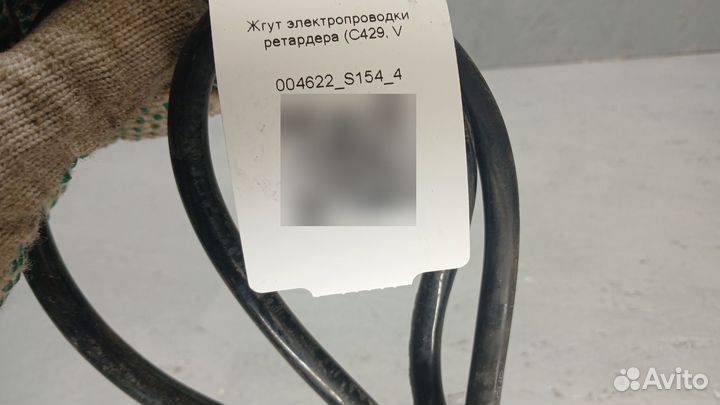 Жгут электропроводки
ретардера (C429, V
004622_S154_4
Avito